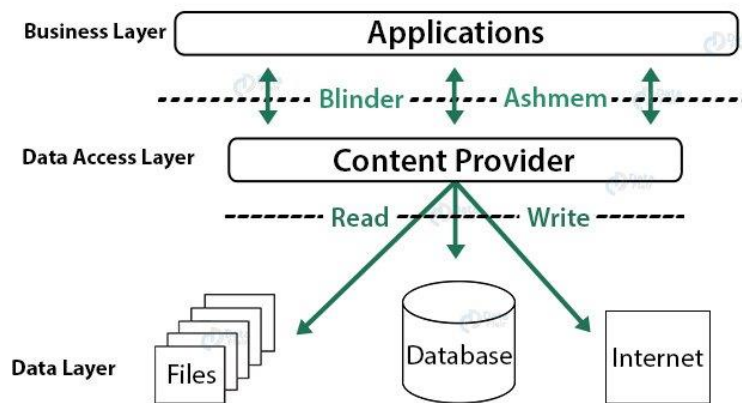 Business Layer
Applications
Blinder
Ashmem
Data Access Layer
Content Provider
Read
Write
Data Layer
Files
Database
Internet